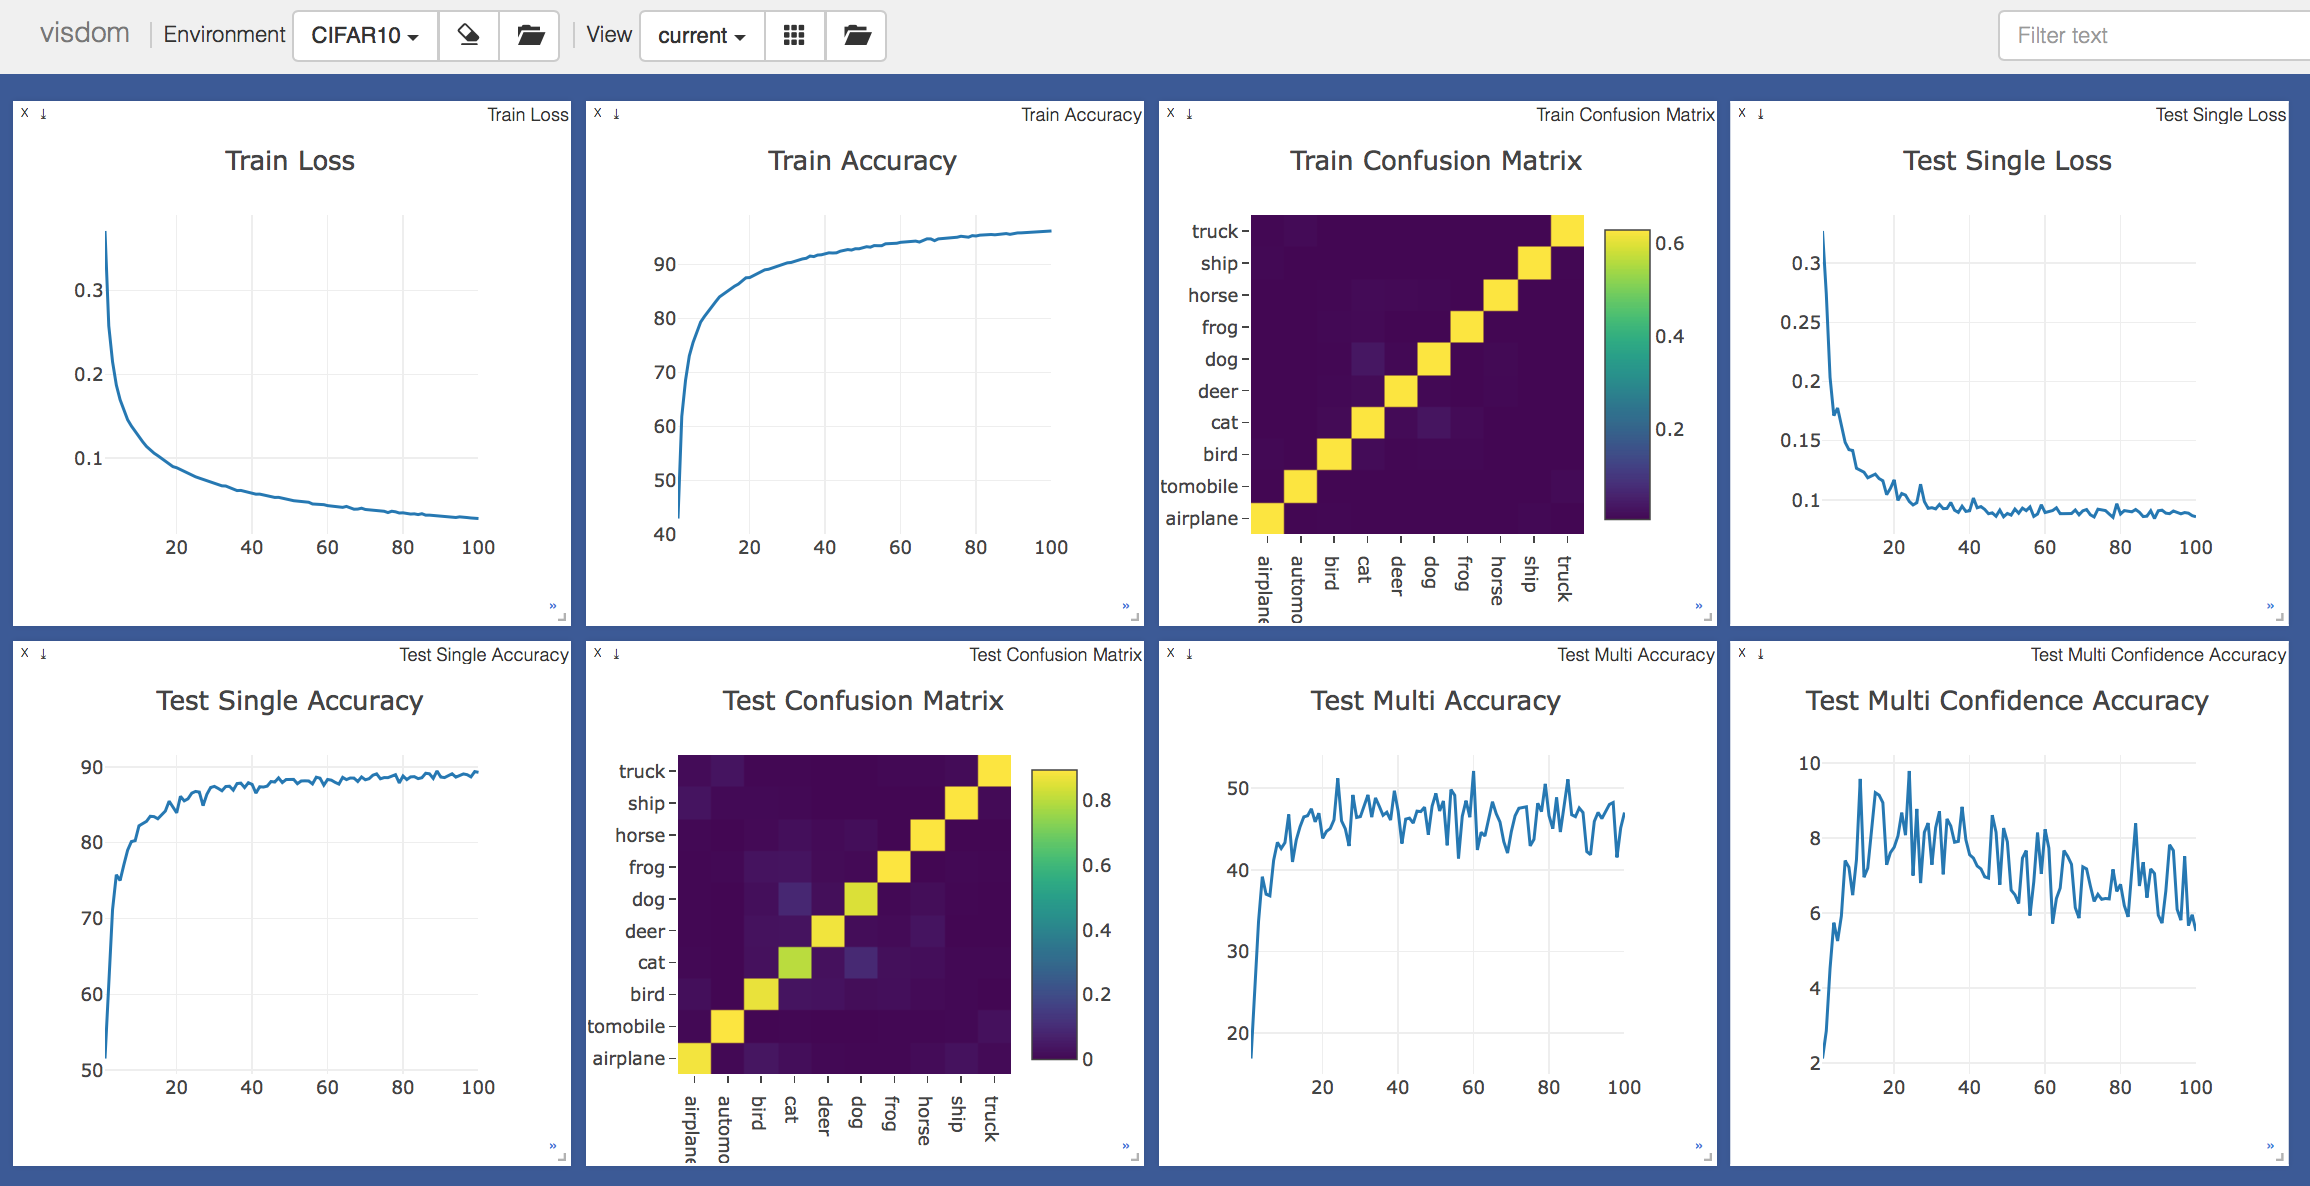 visdom Environment CIFAR10 View current Filter text
X Train Loss
Train Loss
0.3
0.2
0.1
20 40 60 80 100
»
X Train Accuracy
Train Accuracy
90
80
70
60
50
40
20 40 60 80 100
»
X Train Confusion Matrix
Train Confusion Matrix
truck
ship
horse
frog
dog
deer
cat
bird
tomobile
airplane
0.6
0.4
0.2
airplane automo bird cat deer dog frog horse ship truck
»
X Test Single Loss
Test Single Loss
0.3
0.25
0.2
0.15
0.1
20 40 60 80 100
»
X Test Single Accuracy
Test Single Accuracy
90
80
70
60
50
20 40 60 80 100
»
X Test Confusion Matrix
Test Confusion Matrix
truck
ship
horse
frog
dog
deer
cat
bird
tomobile
airplane
0.8
0.6
0.4
0.2
0
airplane automo bird cat deer dog frog horse ship truck
»
X Test Multi Accuracy
Test Multi Accuracy
50
40
30
20
20 40 60 80 100
»
X Test Multi Confidence Accuracy
Test Multi Confidence Accuracy
10
8
6
4
2
20 40 60 80 100
»